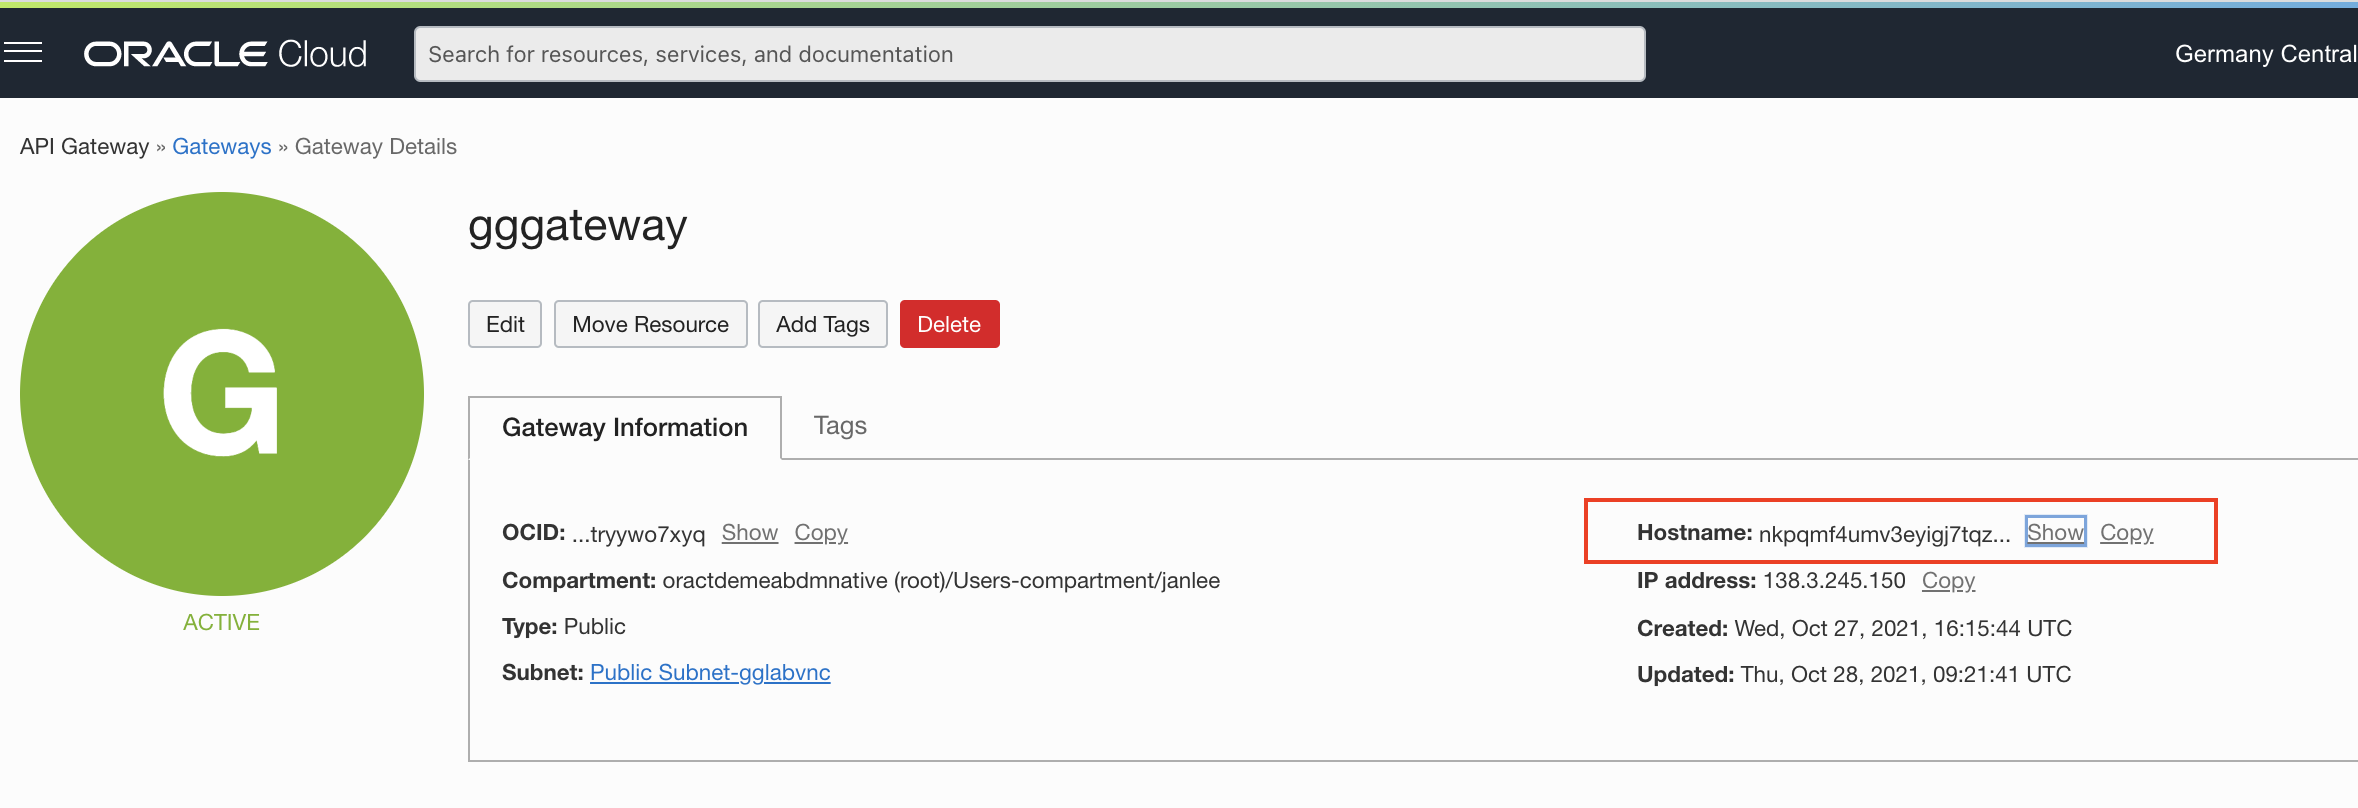 ORACLE Cloud
Search for resources, services, and documentation
Germany Central
API Gateway » Gateways » Gateway Details
G
ACTIVE
gggateway
Edit Move Resource Add Tags Delete
Gateway Information Tags
OCID: ...tryywo7xyq Show Copy
Compartment: oractdemeabdmnative (root)/Users-compartment/janlee
Type: Public
Subnet: Public Subnet-gglabvnc
Hostname: nkpqmf4umv3eyigj7tqz... Show Copy
IP address: 138.3.245.150 Copy
Created: Wed, Oct 27, 2021, 16:15:44 UTC
Updated: Thu, Oct 28, 2021, 09:21:41 UTC